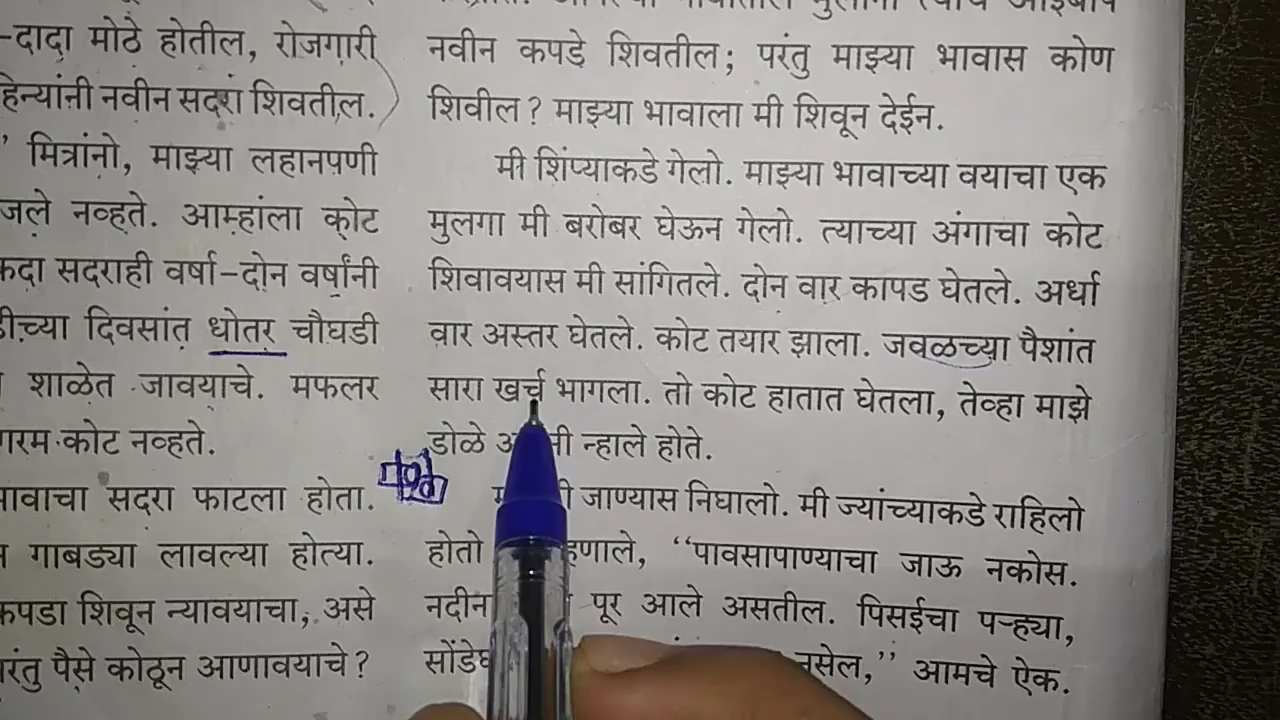 -दादा मोठे होतील, रोजगारी
नवीन सदरा शिवतील.
” मित्रांनो, माझ्या लहानपणी
नव्हते. आम्हांला कोट
सदराही वर्षा-दोन वर्षांनी
दिवसांत धोतर चौघडी
शाळेत जावयाचे. मफलर
गरम कोट नव्हते.
सदरा फाटला होता.
गाबड्या लावल्या होत्या.
कपडा शिवून न्यावयाचा, असे
पैसे कोठून आणावयाचे?
नवीन कपडे शिवतील; परंतु माझ्या भावास कोण
शिवील? माझ्या भावाला मी शिवून देईन.
मी शिंप्याकडे गेलो. माझ्या भावाच्या वयाचा एक
मुलगा मी बरोबर घेऊन गेलो. त्याच्या अंगाचा कोट
शिवावयास मी सांगितले. दोन वार कापड घेतले. अर्धा
वार अस्तर घेतले. कोट तयार झाला. जवळच्या पैशांत
सारा खर्च भागला. तो कोट हातात घेतला, तेव्हा माझे
डोळे न्हाले होते.
जाण्यास निघालो. मी ज्यांच्याकडे राहिलो
होतो “पावसापाण्याचा जाऊ नकोस.
पूर आले असतील. पिसईचा पऱ्ह्या,
नसेल,” आमचे ऐक.